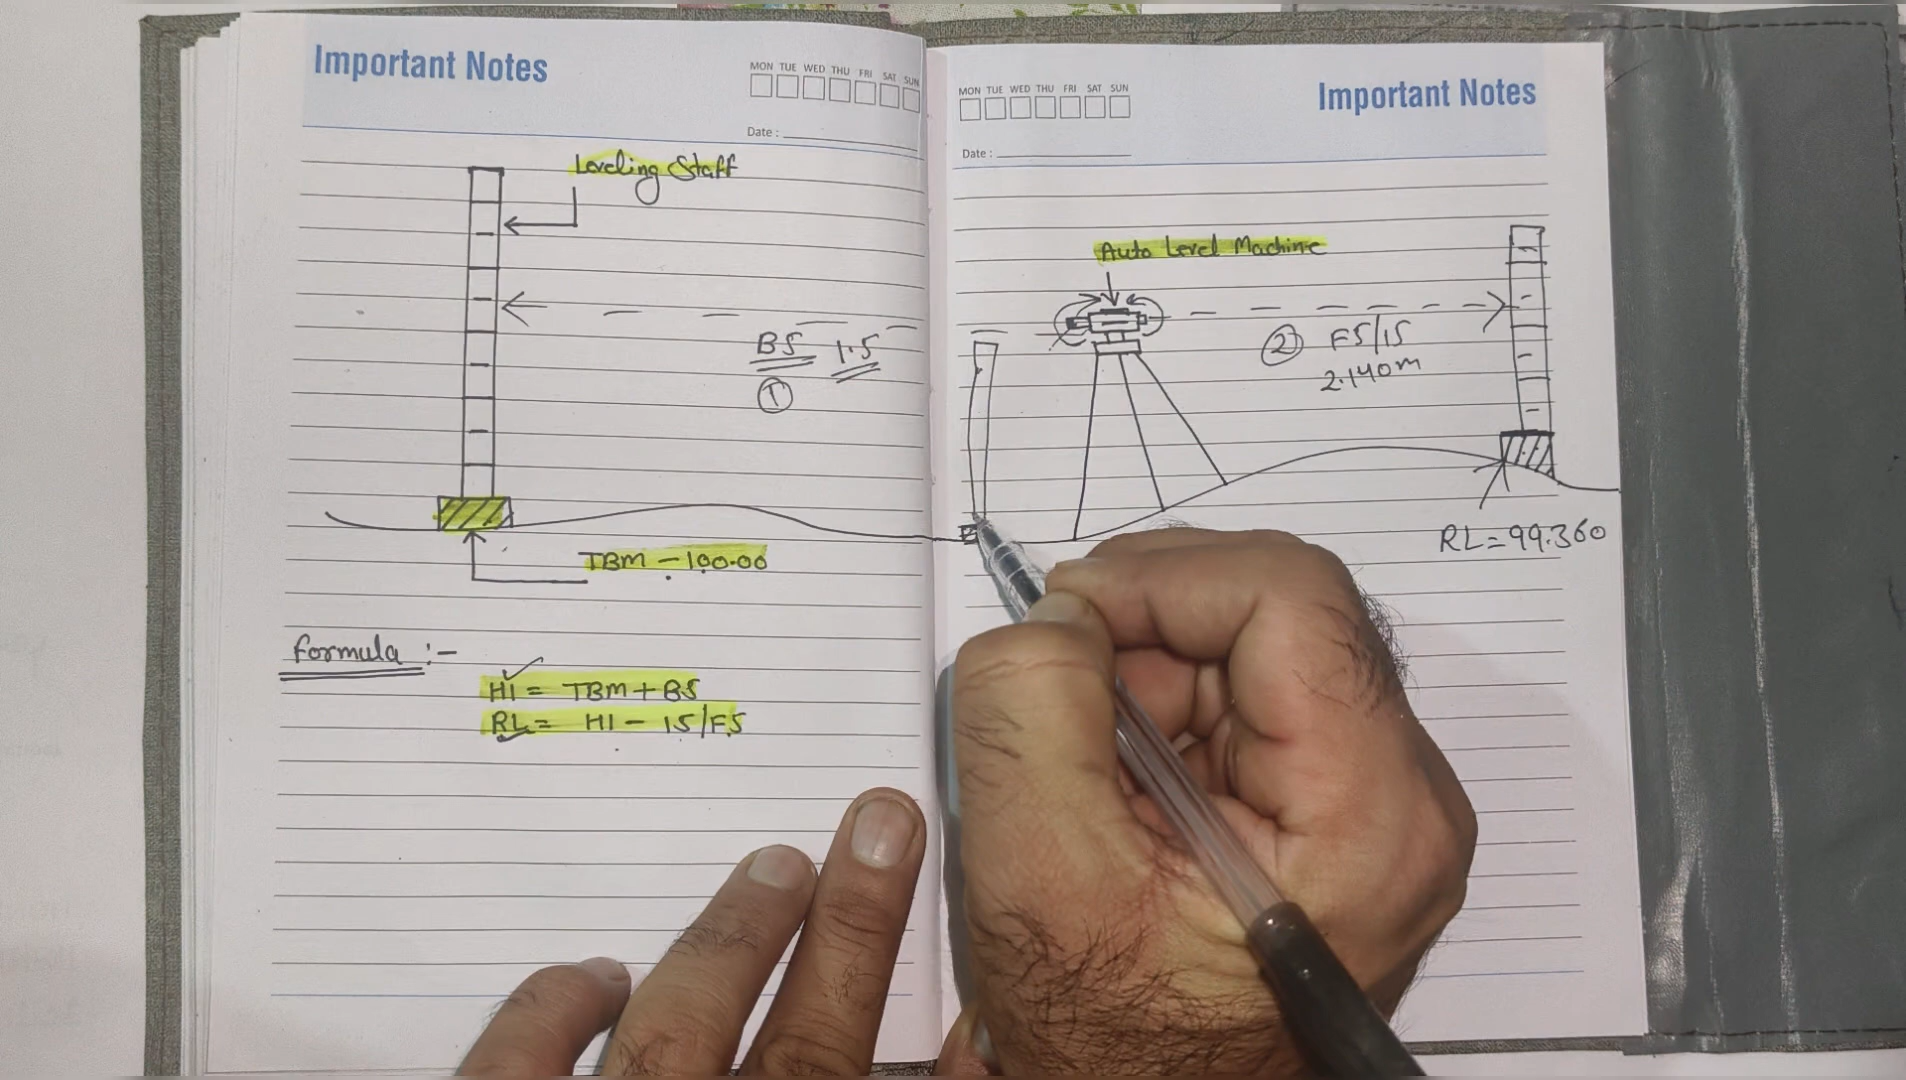 Important Notes
MON TUE WED THU FRI SAT SUN
Date :
Leveling Staff
BS 1.5
1
TBM - 100.00
Formula :-
HI = TBM + BS
RL = HI - IS/FS
MON TUE WED THU FRI SAT SUN
Important Notes
Date :
Auto Level Machine
2 FS/IS
2.140m
RL = 99.360